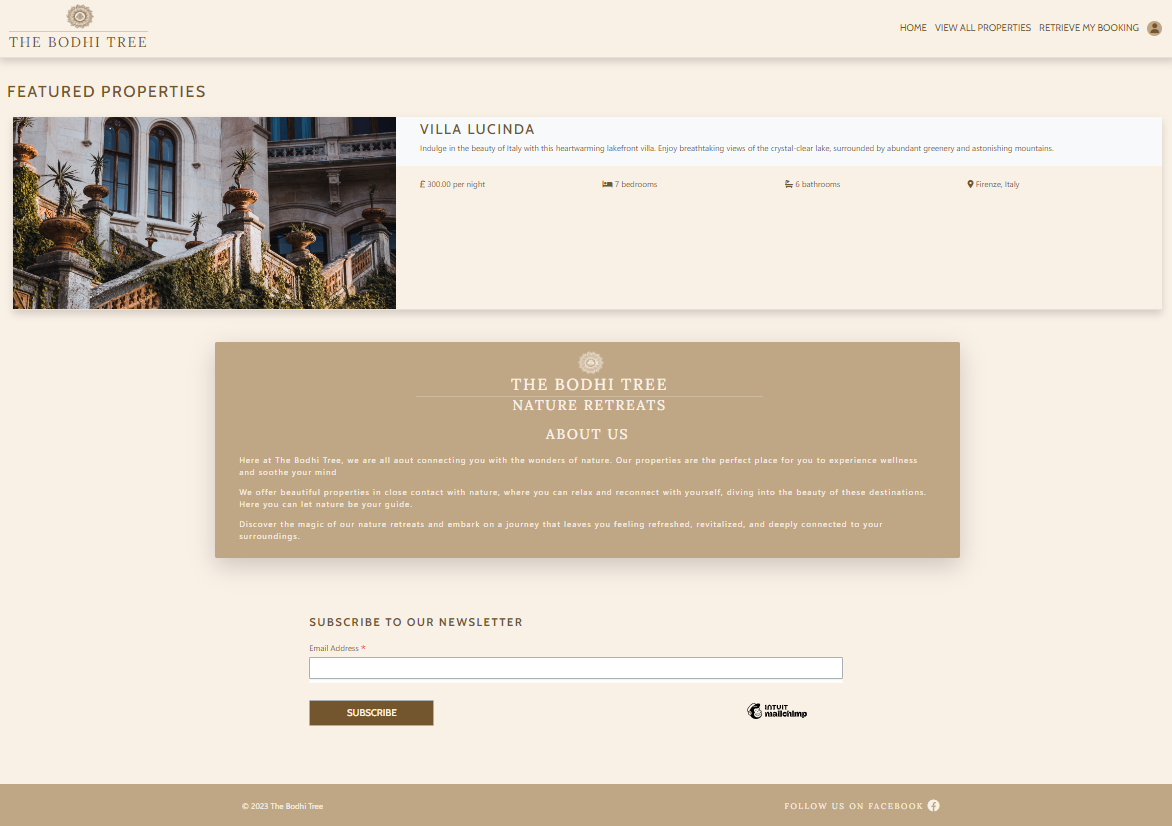 THE BODHI TREE
HOME VIEW ALL PROPERTIES RETRIEVE MY BOOKING
FEATURED PROPERTIES
VILLA LUCINDA
Indulge in the beauty of Italy with this heartwarming lakefront villa. Enjoy breathtaking views of the crystal-clear lake, surrounded by abundant greenery and astonishing mountains.
£ 300.00 per night 7 bedrooms 6 bathrooms Firenze, Italy
THE BODHI TREE
NATURE RETREATS
ABOUT US
Here at The Bodhi Tree, we are all aout connecting you with the wonders of nature. Our properties are the perfect place for you to experience wellness
and soothe your mind
We offer beautiful properties in close contact with nature, where you can relax and reconnect with yourself, diving into the beauty of these destinations.
Here you can let nature be your guide.
Discover the magic of our nature retreats and embark on a journey that leaves you feeling refreshed, revitalized, and deeply connected to your
surroundings.
SUBSCRIBE TO OUR NEWSLETTER
Email Address *
SUBSCRIBE
INTUIT
mailchimp
© 2023 The Bodhi Tree FOLLOW US ON FACEBOOK